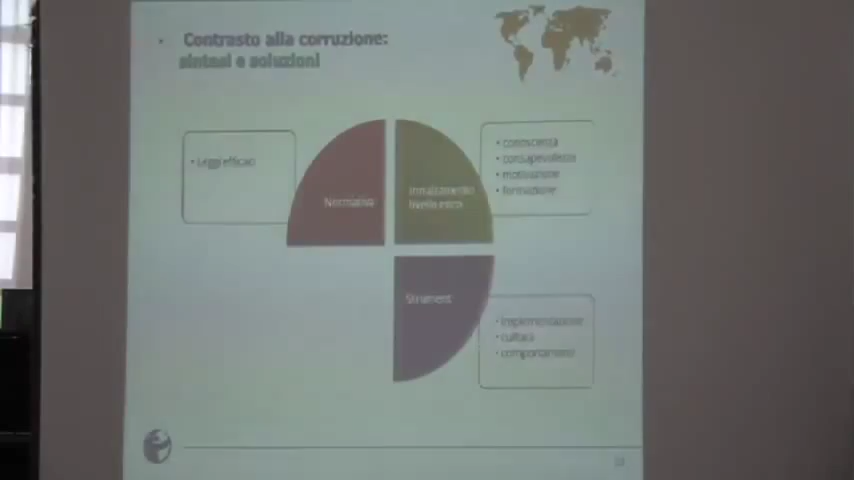 • Contrasto alla corruzione:
sintesi e soluzioni
• Leggi efficaci
Normativa
Innalzamento
livello etico
• conoscenza
• consapevolezza
• motivazione
• formazione
Strumenti
• implementazione
• cultura
• comportamenti